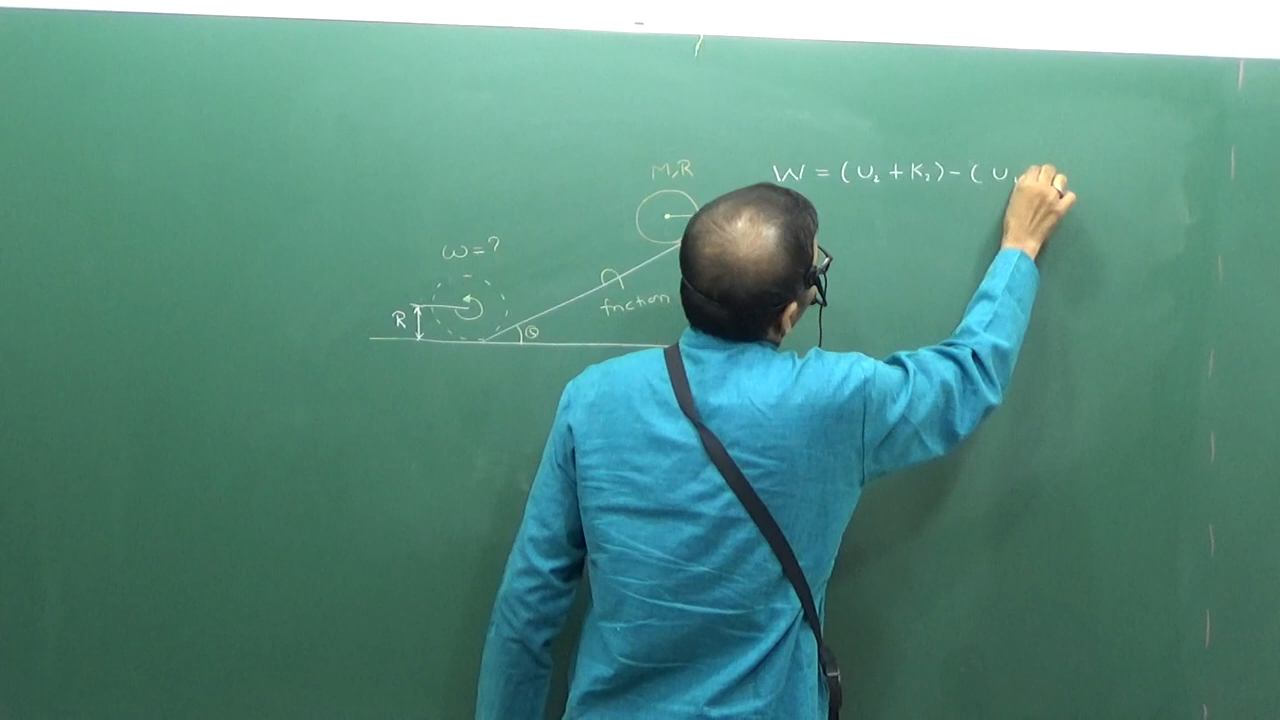 M,R
W = (U₂ + K₂) - ( U
ω = ?
friction
R
θ